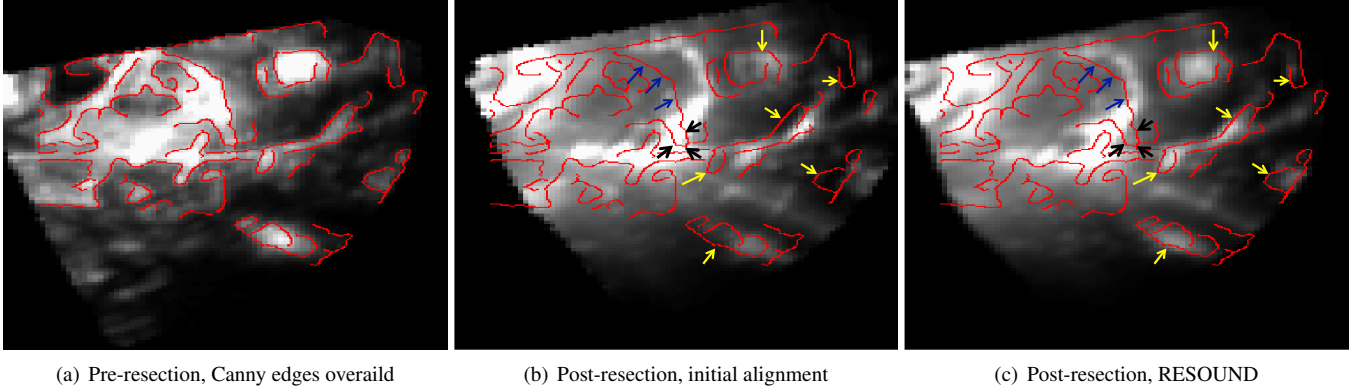 (a) Pre-resection, Canny edges overaild
(b) Post-resection, initial alignment
(c) Post-resection, RESOUND